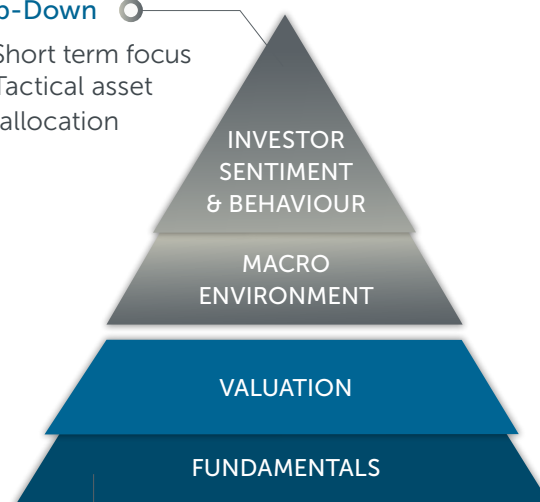 p-Down
Short term focus
Tactical asset
allocation
INVESTOR
SENTIMENT
& BEHAVIOUR
MACRO
ENVIRONMENT
VALUATION
FUNDAMENTALS